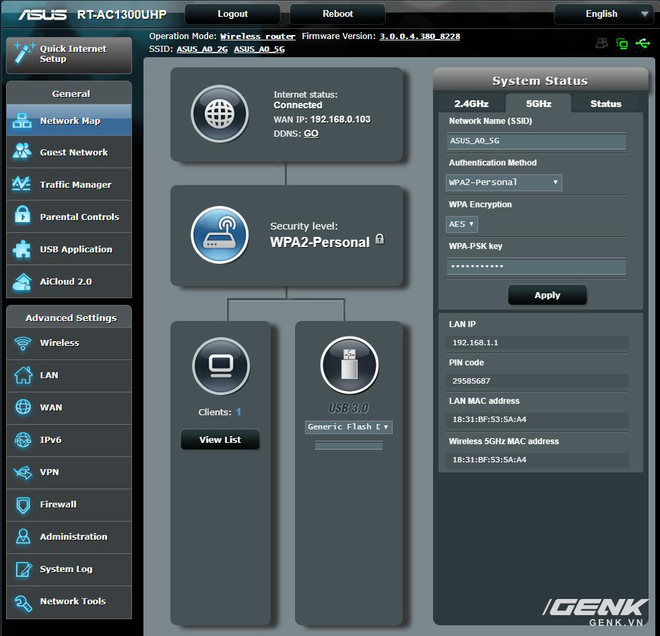 ASUS RT-AC1300UHP Logout Reboot English
Operation Mode: Wireless router Firmware Version: 3.0.0.4.380_8228
SSID: ASUS_A0_2G ASUS_A0_5G
Quick Internet
Setup
General
Network Map
Guest Network
Traffic Manager
Parental Controls
USB Application
AiCloud 2.0
Advanced Settings
Wireless
LAN
WAN
IPv6
VPN
Firewall
Administration
System Log
Network Tools
Internet status:
Connected
WAN IP: 192.168.0.103
DDNS: GO
Security level:
WPA2-Personal
Clients: 1
View List
USB 3.0
Generic Flash D
System Status
2.4GHz 5GHz Status
Network Name (SSID)
ASUS_A0_5G
Authentication Method
WPA2-Personal
WPA Encryption
AES
WPA-PSK key
•••••••••••
Apply
LAN IP
192.168.1.1
PIN code
29585687
LAN MAC address
18:31:BF:53:5A:A4
Wireless 5GHz MAC address
18:31:BF:53:5A:A4
GENK
GENK.VN